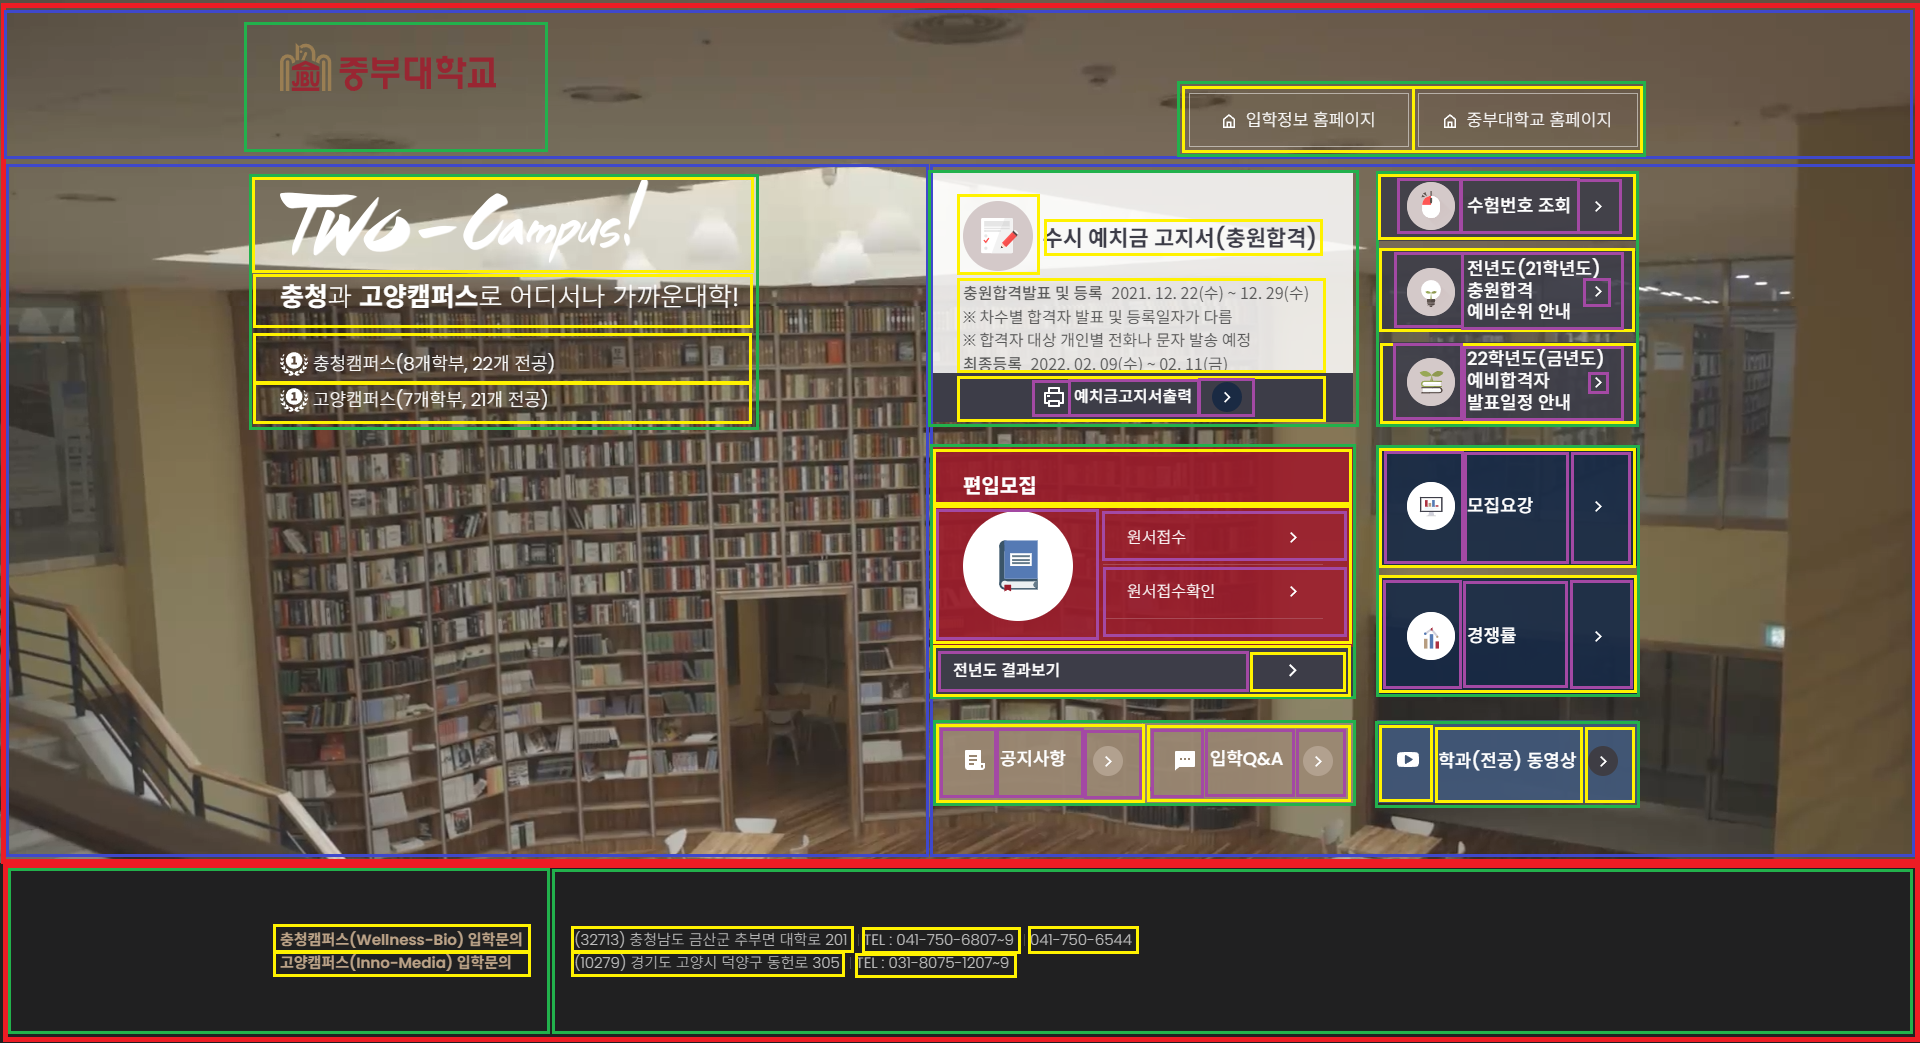 JBU 중부대학교
입학정보 홈페이지
중부대학교 홈페이지
Two-Campus!
충청과 고양캠퍼스로 어디서나 가까운대학!
1 충청캠퍼스(8개학부, 22개 전공)
1 고양캠퍼스(7개학부, 21개 전공)
수시 예치금 고지서(충원합격)
충원합격발표 및 등록 2021. 12. 22(수) ~ 12. 29(수)
※ 차수별 합격자 발표 및 등록일자가 다름
※ 합격자 대상 개인별 전화나 문자 발송 예정
최종등록 2022. 02. 09(수) ~ 02. 11(금)
예치금고지서출력
수험번호 조회
전년도(21학년도)
충원합격
예비순위 안내
22학년도(금년도)
예비합격자
발표일정 안내
편입모집
원서접수
원서접수확인
전년도 결과보기
모집요강
경쟁률
공지사항
입학Q&A
학과(전공) 동영상
충청캠퍼스(Wellness-Bio) 입학문의
(32713) 충청남도 금산군 추부면 대학로 201 | TEL : 041-750-6807~9 | 041-750-6544
고양캠퍼스(Inno-Media) 입학문의
(10279) 경기도 고양시 덕양구 동헌로 305 | TEL : 031-8075-1207~9